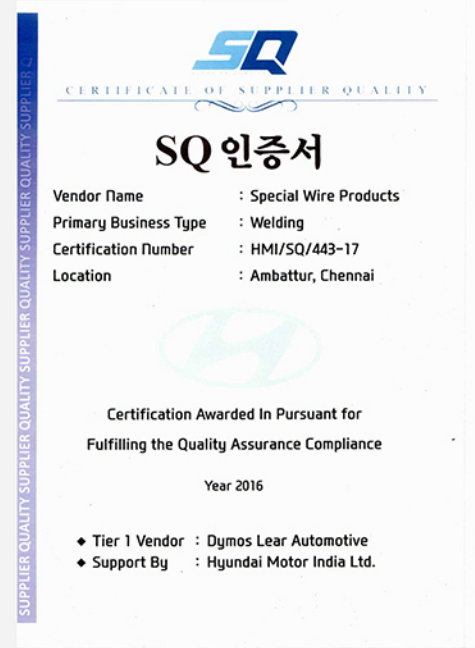 SQ
CERTIFICATE OF SUPPLIER QUALITY
SQ 인증서
Vendor Name : Special Wire Products
Primary Business Type : Welding
Certification Number : HMI/SQ/443-17
Location : Ambattur, Chennai
Certification Awarded In Pursuant for
Fulfilling the Quality Assurance Compliance
Year 2016
◆ Tier 1 Vendor : Dymos Lear Automotive
◆ Support By : Hyundai Motor India Ltd.
SUPPLIER QUALITY SUPPLIER QUALITY SUPPLIER QUALITY SUPPLIER QUALITY SUPPLIER Q